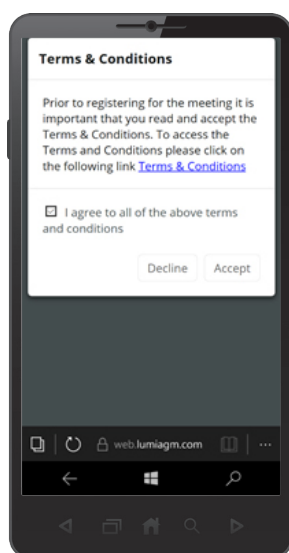 Terms & Conditions
Prior to registering for the meeting it is
important that you read and accept the
Terms & Conditions. To access the
Terms and Conditions please click on
the following link Terms & Conditions
I agree to all of the above terms
and conditions
Decline Accept
web.lumiagm.com